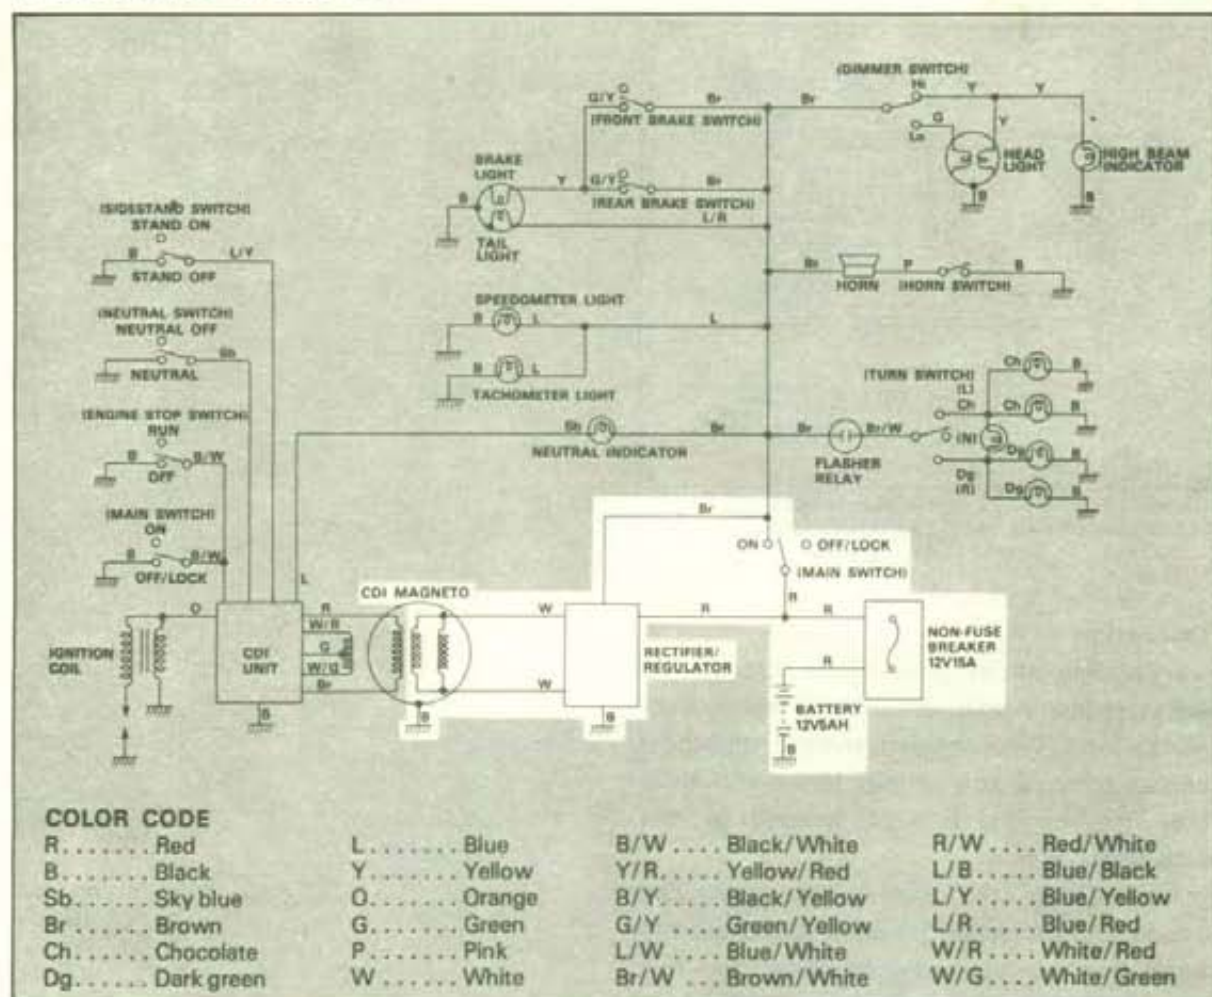 (DIMMER SWITCH)
Hi
Y
Y
G/Y
Br
Br
(FRONT BRAKE SWITCH)
G
Lo
Y
HEAD
LIGHT
HIGH BEAM
INDICATOR
BRAKE
LIGHT
Y
G/Y
Br
B
(REAR BRAKE SWITCH)
L/R
B
B
TAIL
LIGHT
(SIDESTAND SWITCH)
STAND ON
B
L/Y
STAND OFF
Br
P
B
HORN
(HORN SWITCH)
SPEEDOMETER LIGHT
B
L
L
(NEUTRAL SWITCH)
NEUTRAL OFF
Sb
NEUTRAL
B
L
TACHOMETER LIGHT
(TURN SWITCH)
(L)
Ch
B
Ch
Ch
B
(ENGINE STOP SWITCH)
RUN
B
B/W
OFF
Sb
Br
NEUTRAL INDICATOR
Br
Br/W
FLASHER
RELAY
(N)
Dg
B
Dg
(R)
Dg
B
(MAIN SWITCH)
ON
B
B/W
OFF/LOCK
Br
ON
OFF/LOCK
(MAIN SWITCH)
L
CDI MAGNETO
R
O
R
W
R
R
W/R
G
W/G
Br
IGNITION
COIL
CDI
UNIT
RECTIFIER/
REGULATOR
NON-FUSE
BREAKER
12V15A
R
W
B
B
B
BATTERY
12V5AH
B
COLOR CODE
R.......Red L.......Blue B/W....Black/White R/W....Red/White
B.......Black Y.......Yellow Y/R.....Yellow/Red L/B.....Blue/Black
Sb......Sky blue O.......Orange B/Y.....Black/Yellow L/Y.....Blue/Yellow
Br......Brown G.......Green G/Y....Green/Yellow L/R.....Blue/Red
Ch......Chocolate P.......Pink L/W....Blue/White W/R....White/Red
Dg......Dark green W......White Br/W...Brown/White W/G....White/Green